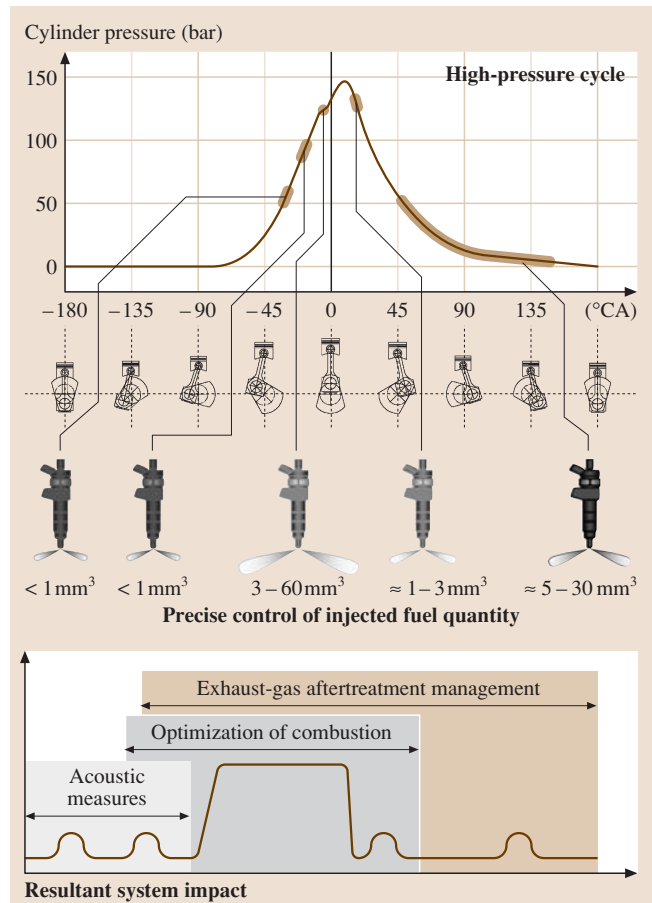 Cylinder pressure (bar)
High-pressure cycle
150
100
50
0
−180 −135 −90 −45 0 45 90 135 (°CA)
< 1 mm³ < 1 mm³ 3 – 60 mm³ ≈ 1 – 3 mm³ ≈ 5 – 30 mm³
Precise control of injected fuel quantity
Exhaust-gas aftertreatment management
Optimization of combustion
Acoustic
measures
Resultant system impact